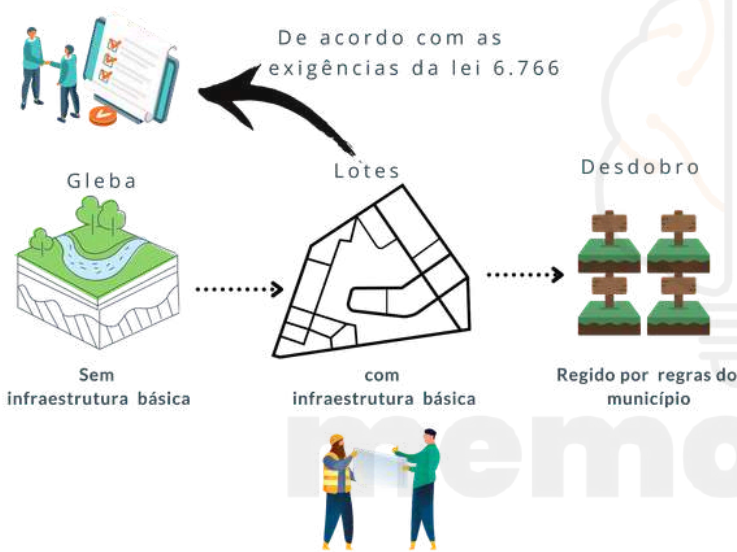 De acordo com as
exigências da lei 6.766
Gleba
Lotes
Desdobro
Sem
infraestrutura básica
com
infraestrutura básica
Regido por regras do
município
memo